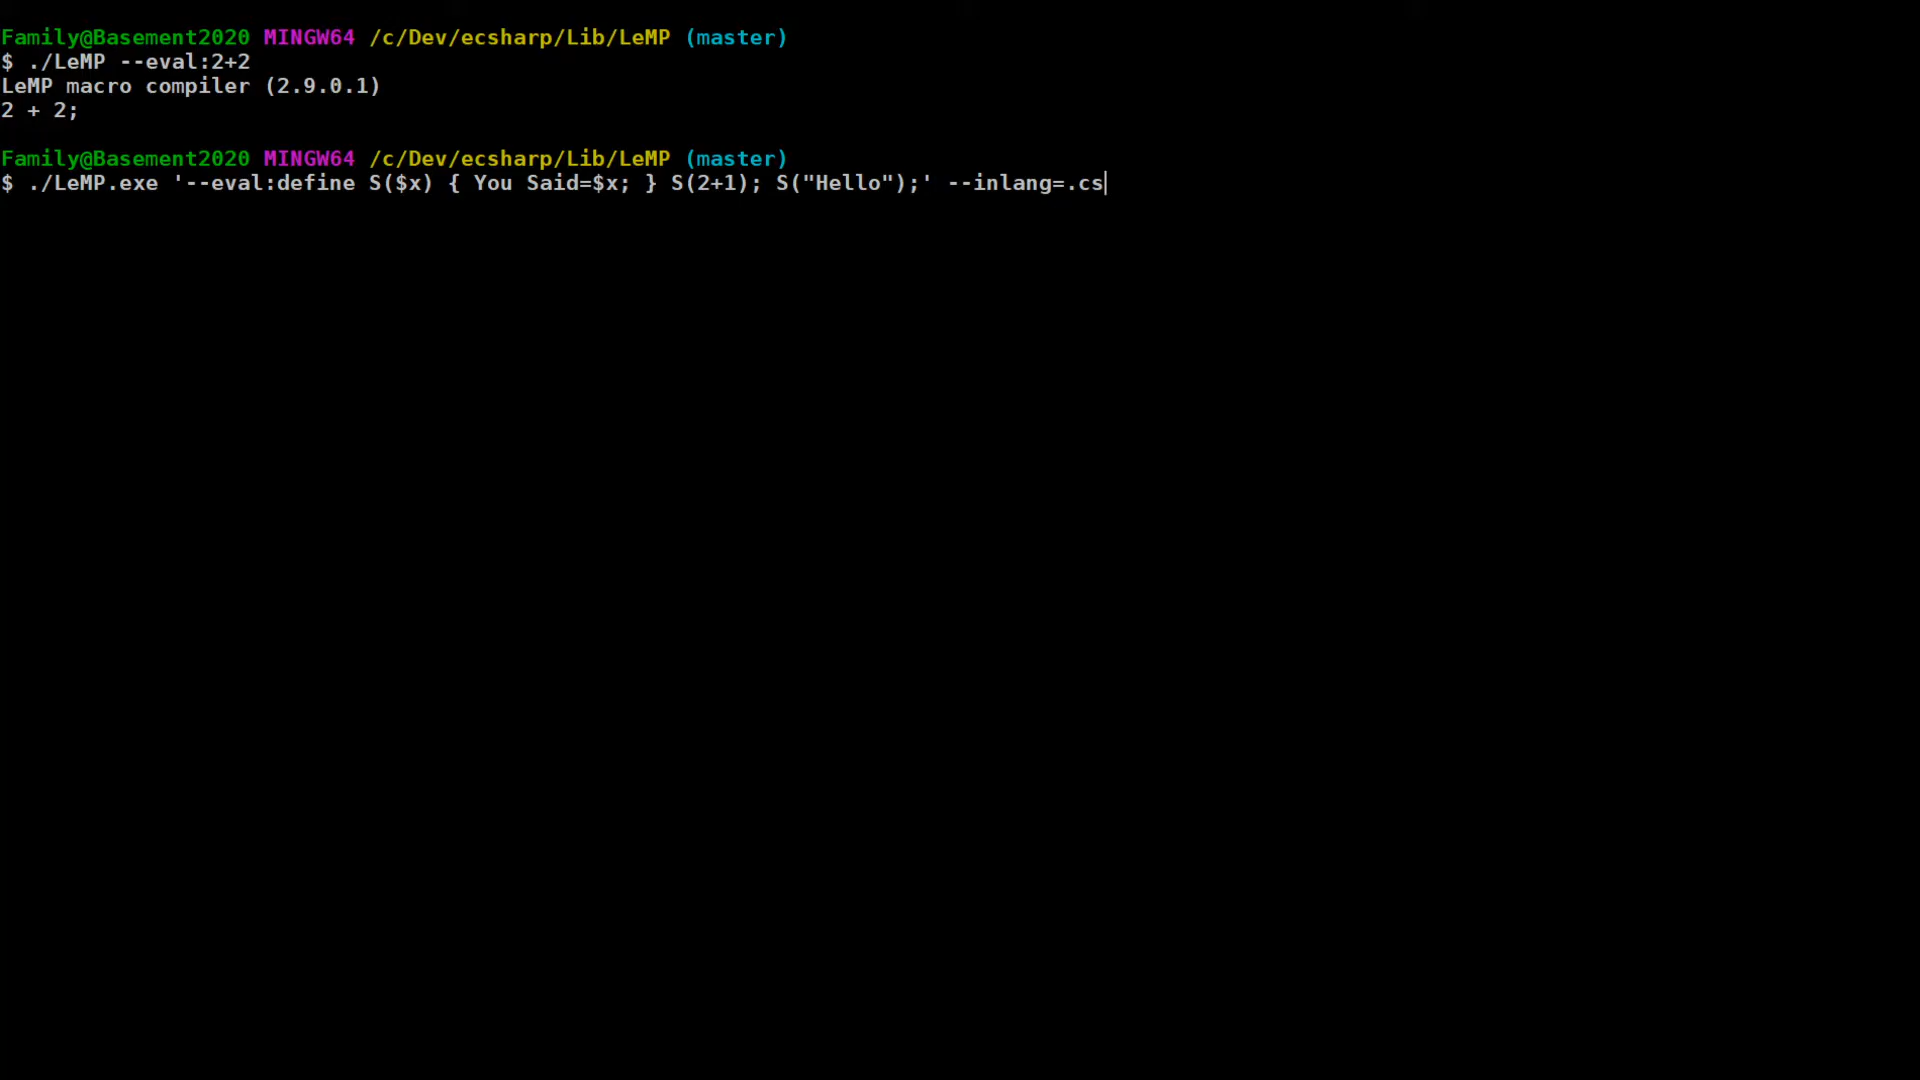 Family@Basement2020 MINGW64 /c/Dev/ecsharp/Lib/LeMP (master)
$ ./LeMP --eval:2+2
LeMP macro compiler (2.9.0.1)
2 + 2;
Family@Basement2020 MINGW64 /c/Dev/ecsharp/Lib/LeMP (master)
$ ./LeMP.exe '--eval:define S($x) { You Said=$x; } S(2+1); S("Hello");' --inlang=.cs